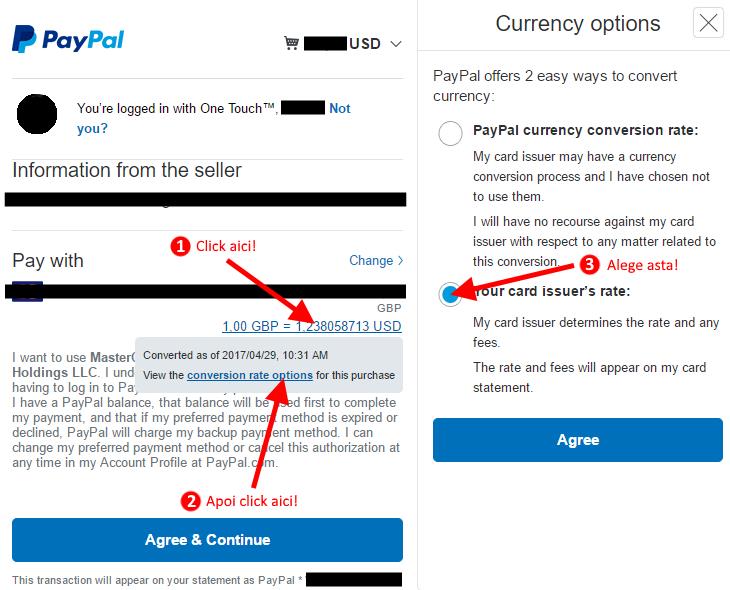 PayPal
USD
You're logged in with One Touch™, Not
you?
Information from the seller
1 Click aici!
Pay with
Change >
GBP
1.00 GBP = 1.238058713 USD
Converted as of 2017/04/29, 10:31 AM
View the conversion rate options for this purchase
I want to use
Holdings LLC. I
having to log in to
I have a PayPal balance, that balance will be used first to complete
my payment, and that if my preferred payment method is expired or
declined, PayPal will charge my backup payment method. I can
change my preferred payment method or cancel this authorization at
any time in my Account Profile at PayPal.com.
2 Apoi click aici!
Agree & Continue
This transaction will appear on your statement as PayPal *
Currency options
PayPal offers 2 easy ways to convert
currency:
PayPal currency conversion rate:
My card issuer may have a currency
conversion process and I have chosen not
to use them.
I will have no recourse against my card
issuer with respect to any matter related to
this conversion.
3 Alege asta!
Your card issuer's rate:
My card issuer determines the rate and any
fees.
The rate and fees will appear on my card
statement.
Agree